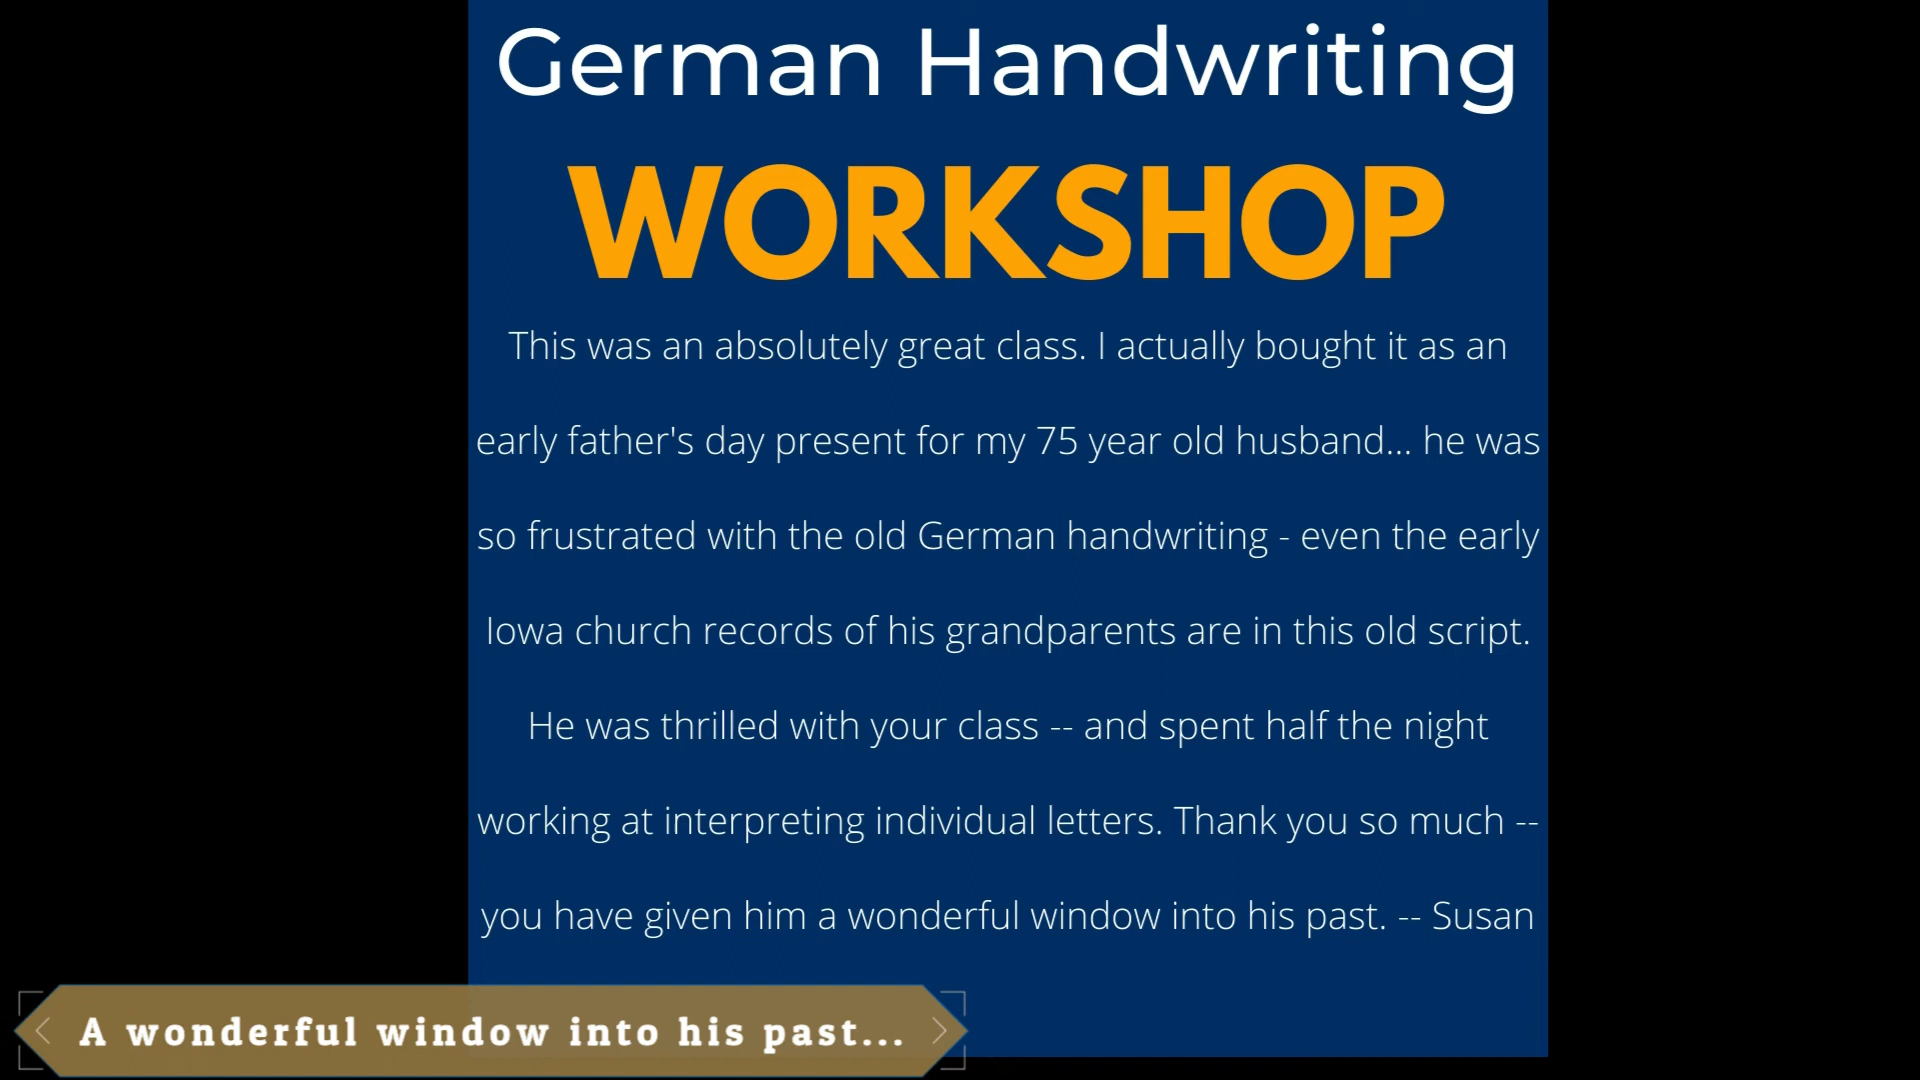 German Handwriting
WORKSHOP
This was an absolutely great class. I actually bought it as an
early father's day present for my 75 year old husband... he was
so frustrated with the old German handwriting - even the early
Iowa church records of his grandparents are in this old script.
He was thrilled with your class -- and spent half the night
working at interpreting individual letters. Thank you so much --
you have given him a wonderful window into his past. -- Susan
A wonderful window into his past...